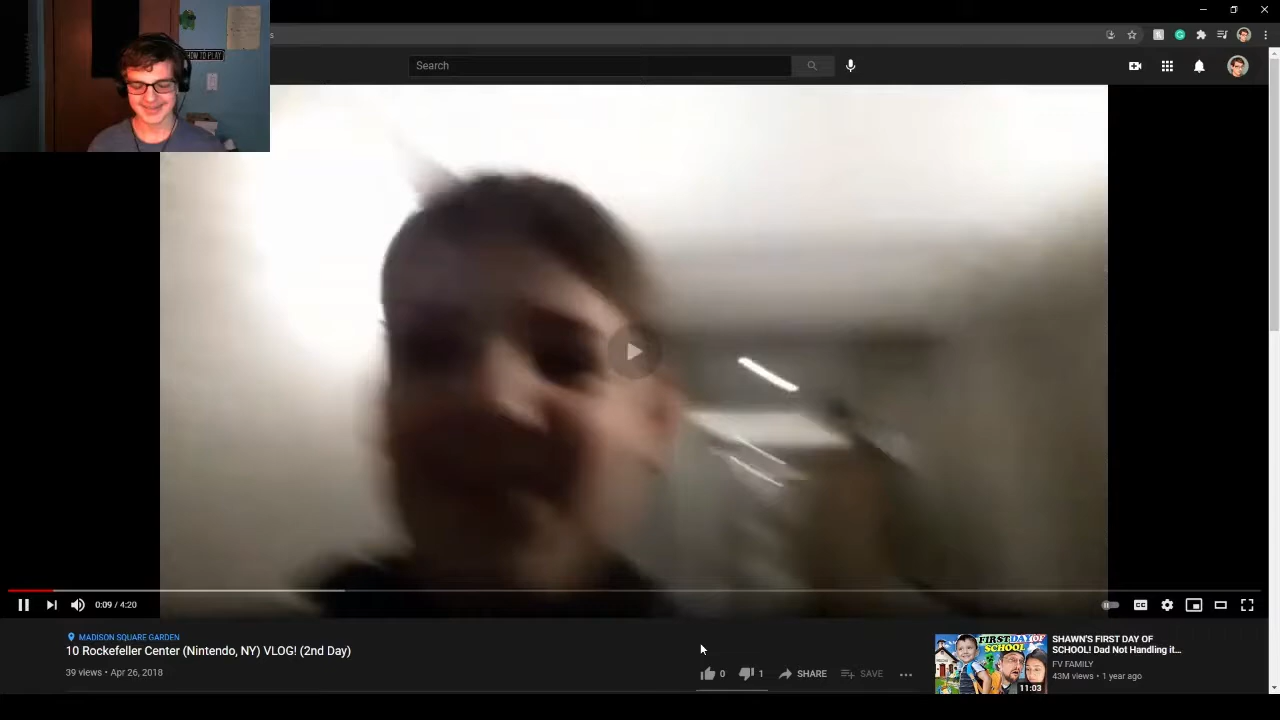 HOW TO PLAY
s
Search
0:09 / 4:20
CC
MADISON SQUARE GARDEN
10 Rockefeller Center (Nintendo, NY) VLOG! (2nd Day)
39 views • Apr 26, 2018
0
1
SHARE
SAVE
FIRST DAY OF
SCHOOL
11:03
SHAWN'S FIRST DAY OF
SCHOOL! Dad Not Handling it...
FV FAMILY
43M views • 1 year ago